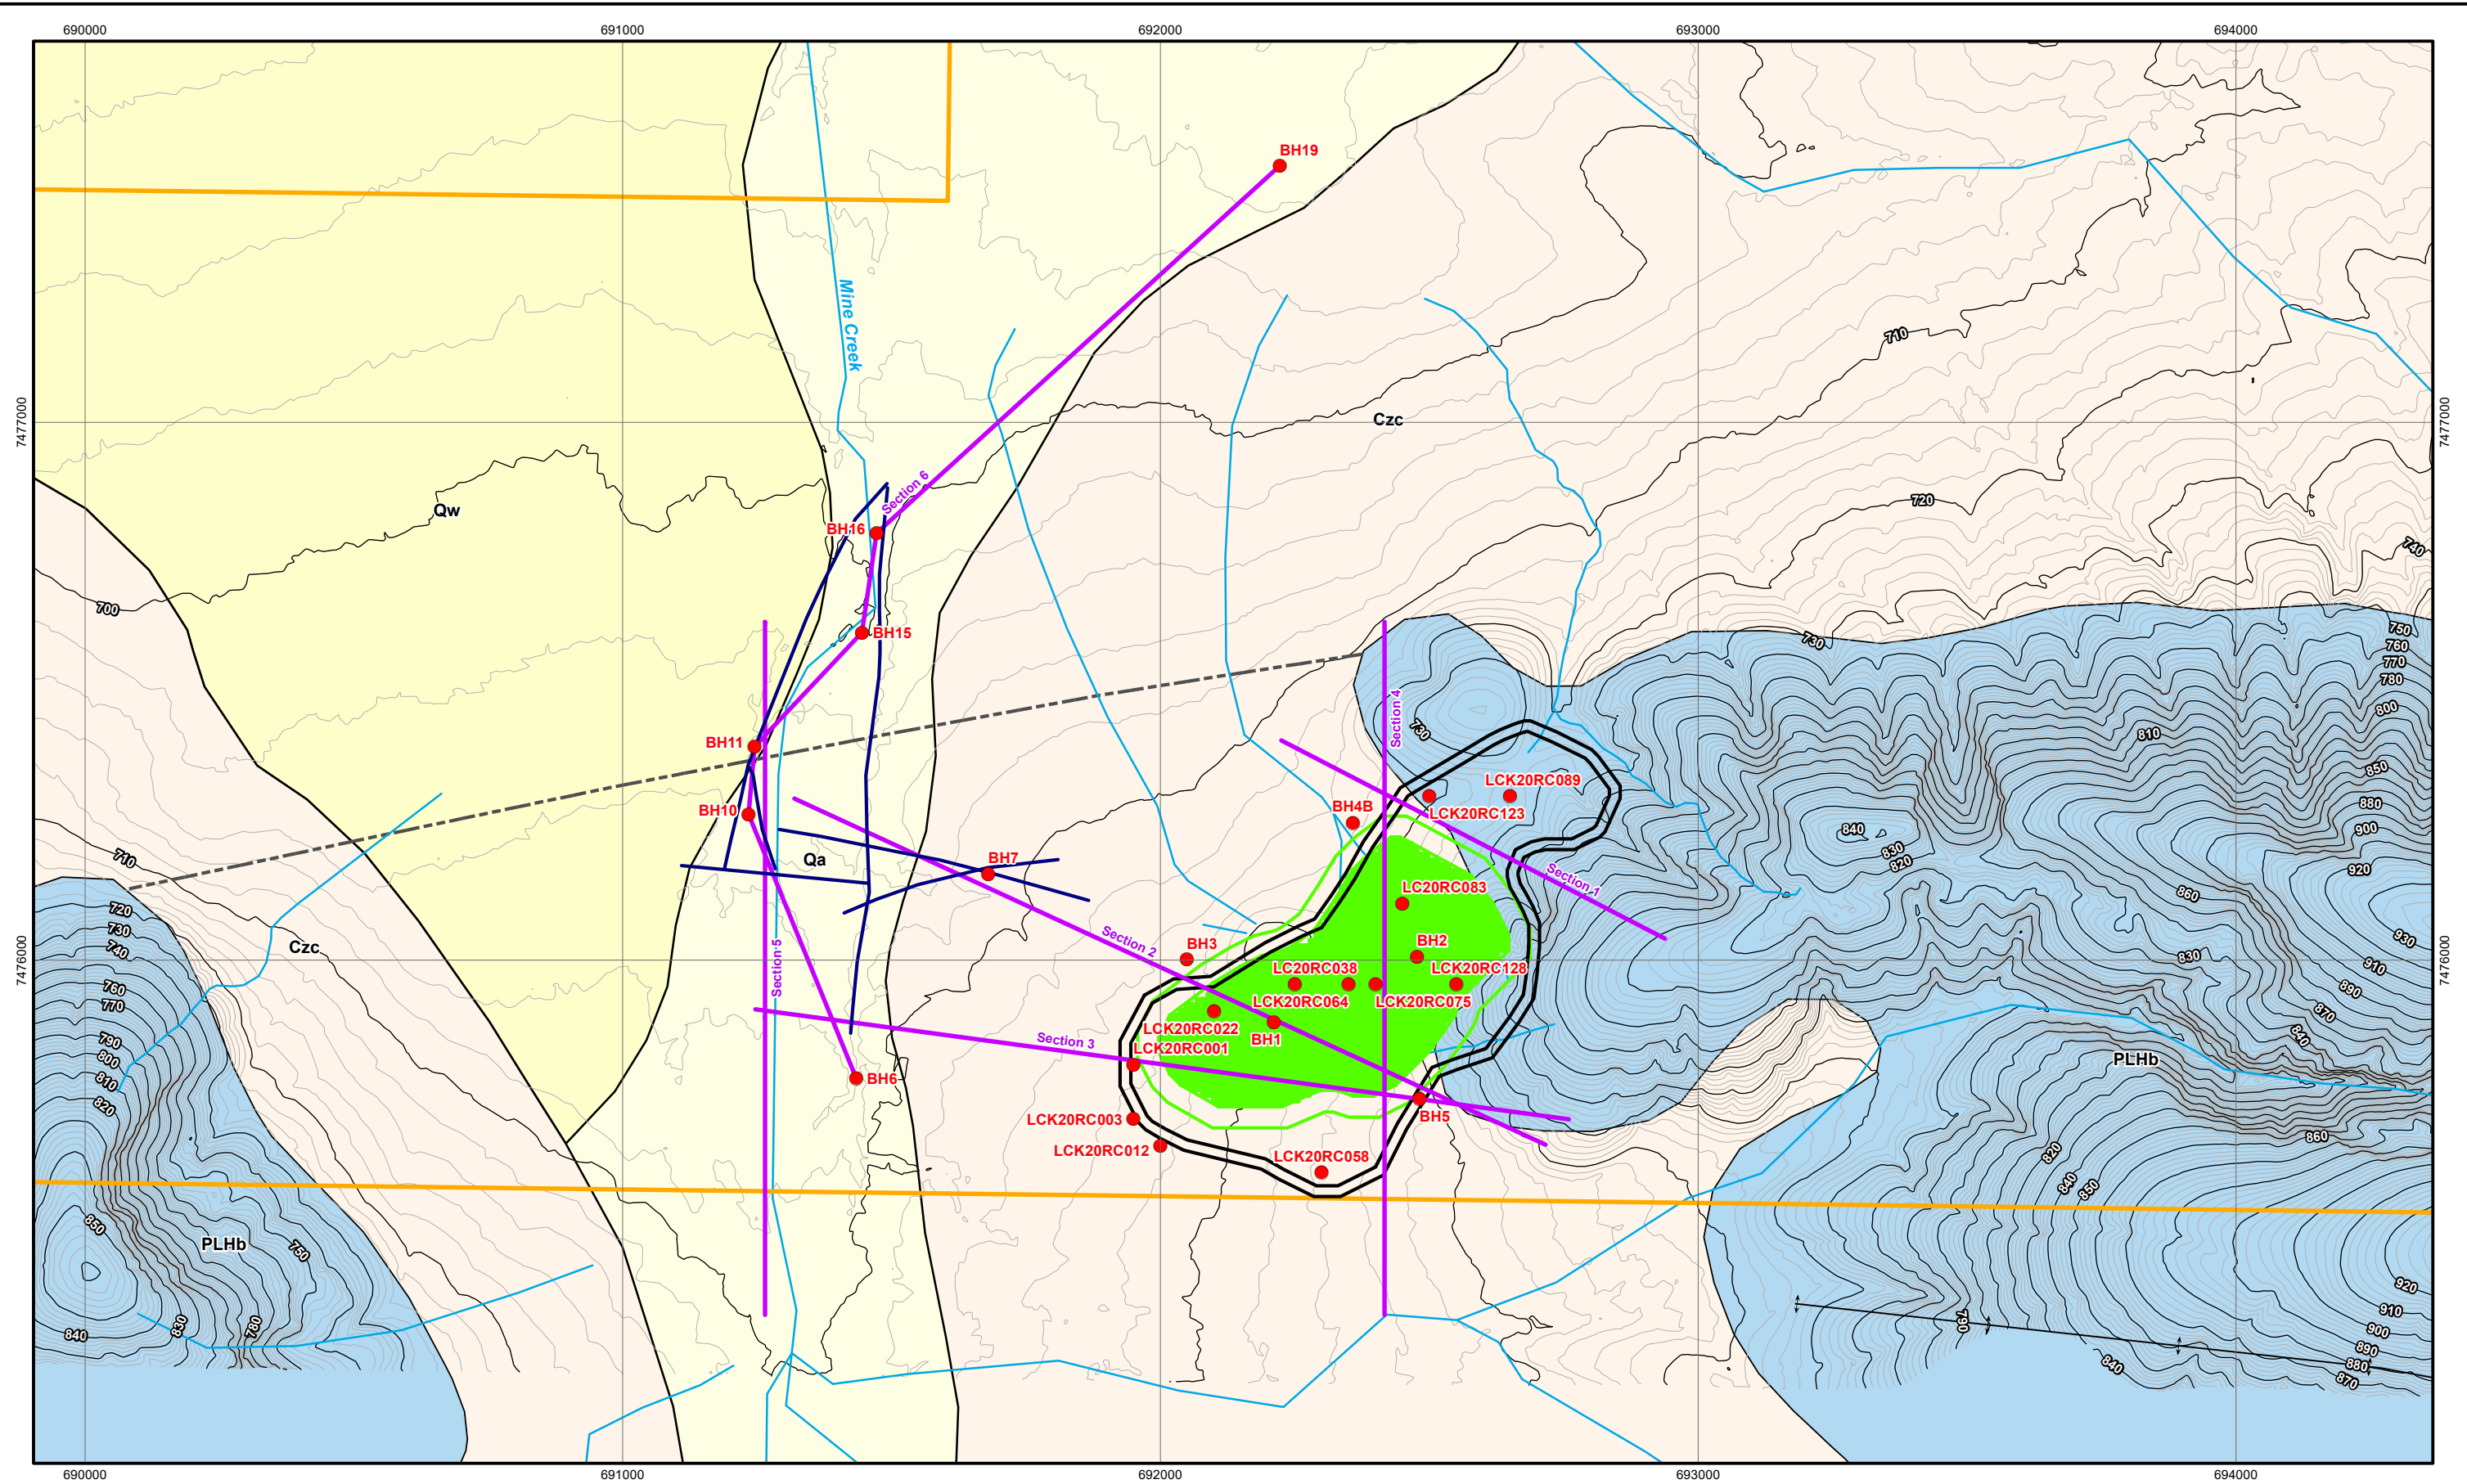 690000
691000
692000
693000
694000
BH19
710
Mine Creek
7477000
7477000
Czc
Section 6
720
Qw
BH16
740
700
BH15
750
730
760
770
780
Section 4
800
730
810
BH11
850
LCK20RC089
880
BH4B
BH10
LCK20RC123
900
840
830
710
Qa
BH7
820
920
Section 1
LC20RC083
860
720
730
Section 2
BH3
BH2
930
740
Czc
830
Section 5
LC20RC038
LCK20RC128
910
7476000
7476000
760
LCK20RC064
LCK20RC075
890
770
870
LCK20RC022
790
Section 3
BH1
840
LCK20RC001
800
PLHb
810
BH6
820
LCK20RC003
BH5
860
LCK20RC012
820
LCK20RC058
840
850
850
PLHb
750
920
910
790
830
780
840
900
890
840
880
870
690000
691000
692000
693000
694000